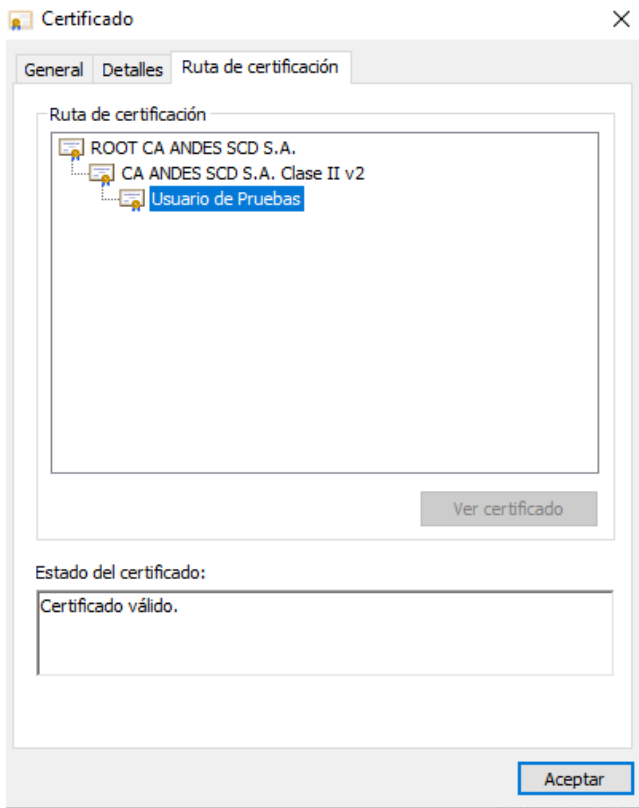 Certificado
General Detalles Ruta de certificación
Ruta de certificación
ROOT CA ANDES SCD S.A.
CA ANDES SCD S.A. Clase II v2
Usuario de Pruebas
Ver certificado
Estado del certificado:
Certificado válido.
Aceptar